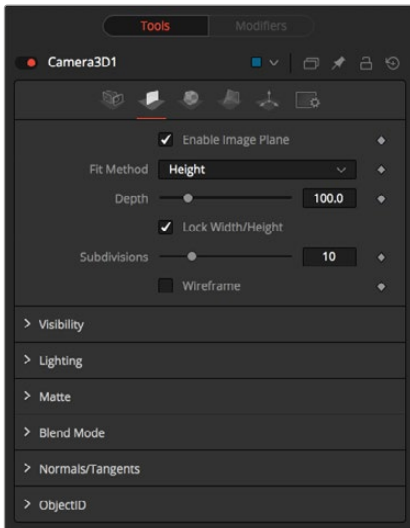 Tools Modifiers
Camera3D1
Enable Image Plane
Fit Method Height
Depth 100.0
Lock Width/Height
Subdivisions 10
Wireframe
Visibility
Lighting
Matte
Blend Mode
Normals/Tangents
ObjectID